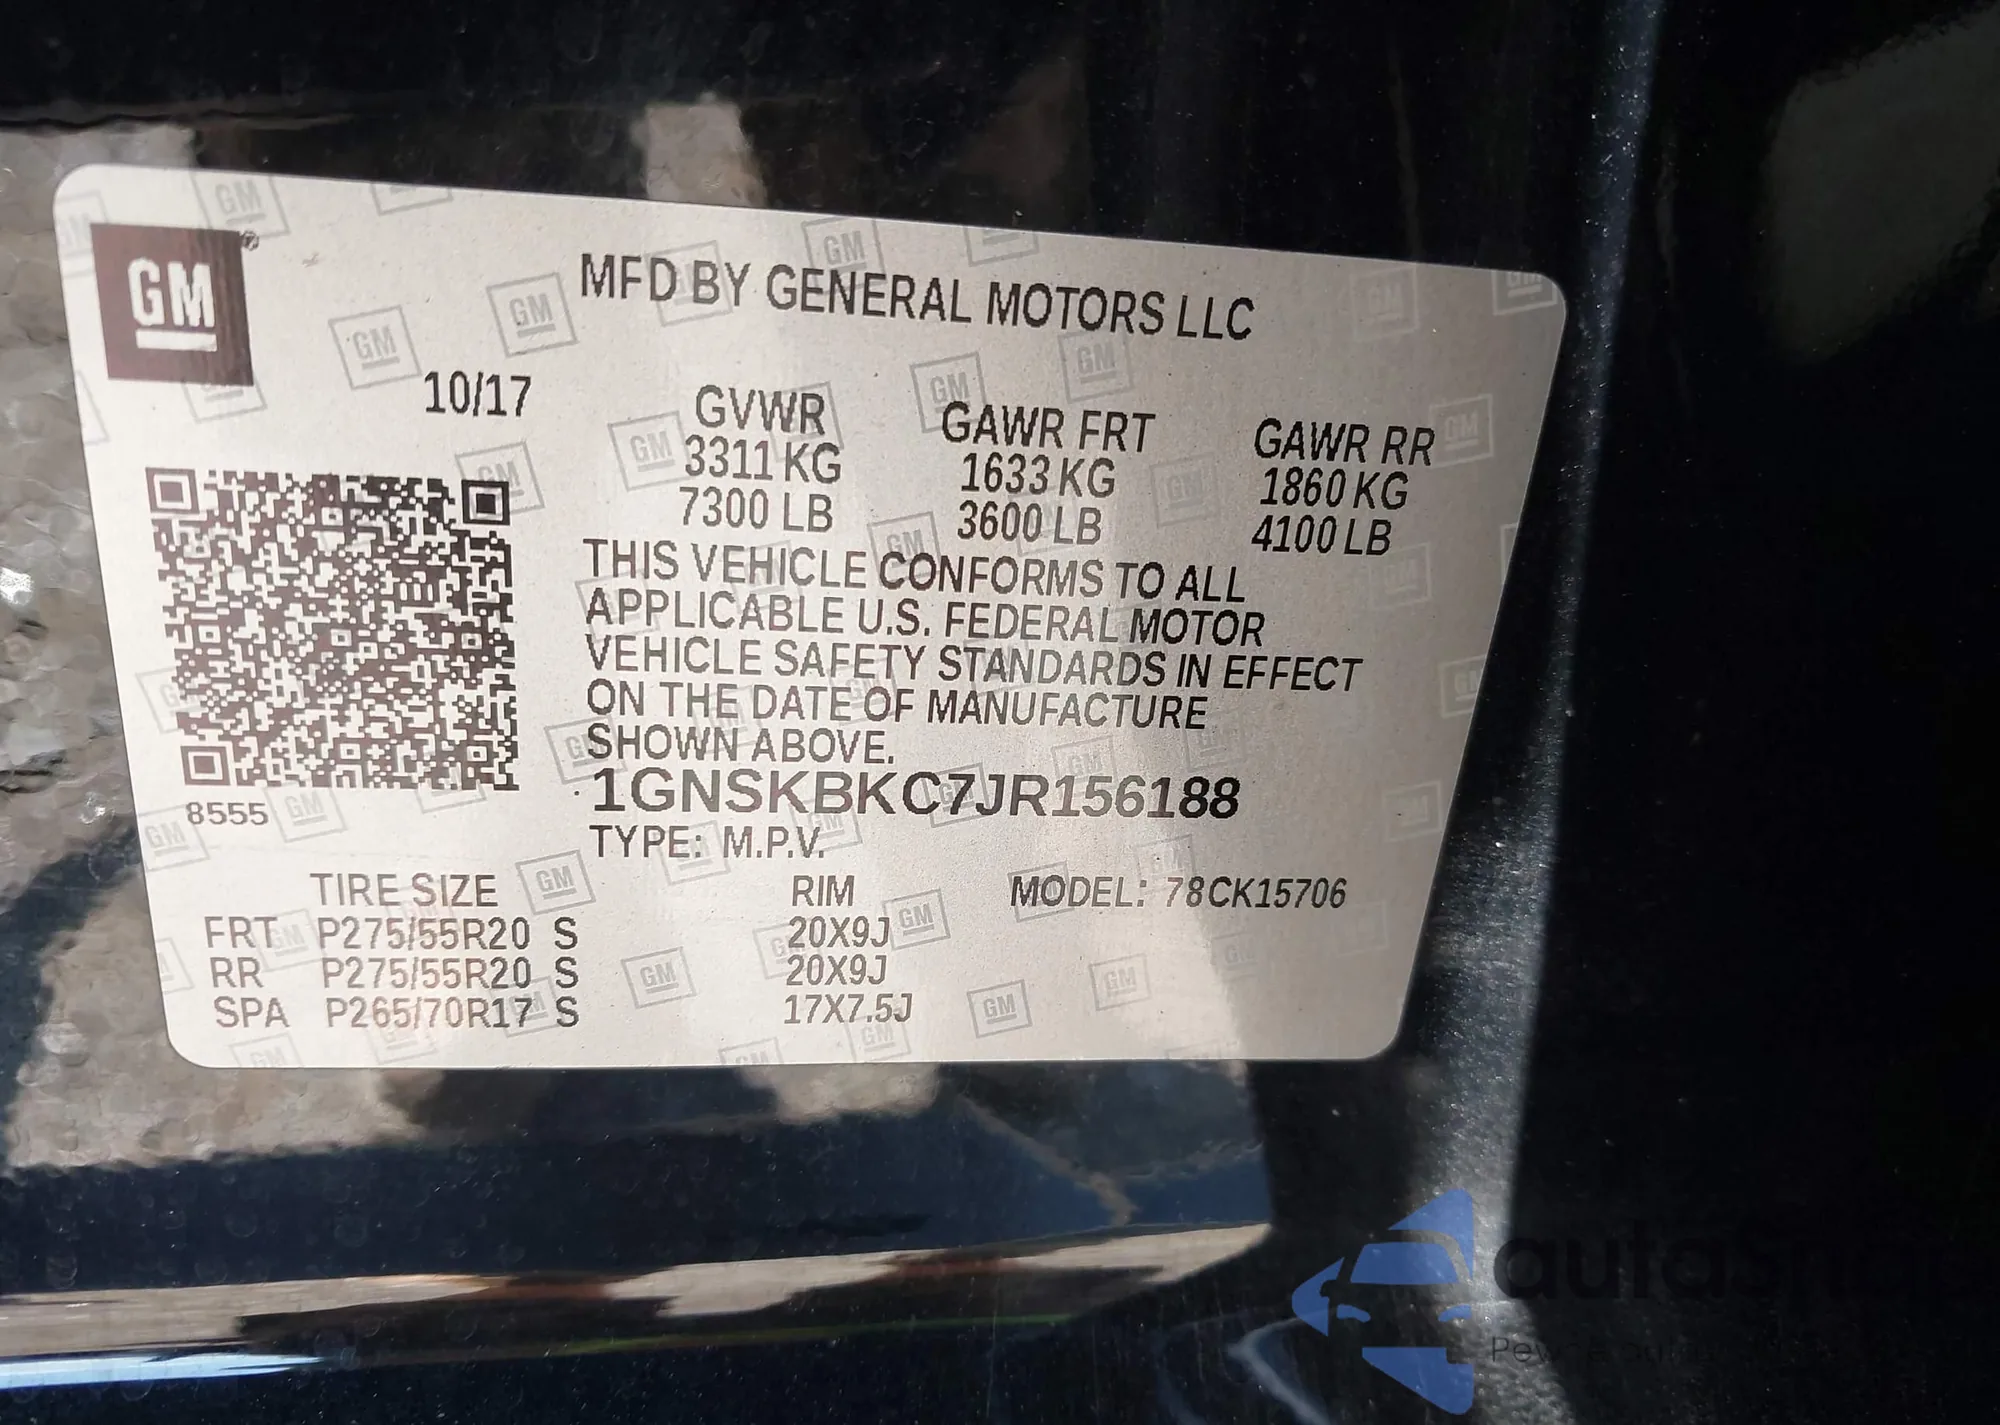 GM
MFD BY GENERAL MOTORS LLC
10/17
GVWR GAWR FRT GAWR RR
3311 KG 1633 KG 1860 KG
7300 LB 3600 LB 4100 LB
THIS VEHICLE CONFORMS TO ALL
APPLICABLE U.S. FEDERAL MOTOR
VEHICLE SAFETY STANDARDS IN EFFECT
ON THE DATE OF MANUFACTURE
SHOWN ABOVE.
1GNSKBKC7JR156188
8555
TYPE: M.P.V.
TIRE SIZE RIM MODEL: 78CK15706
FRT P275/55R20 S 20X9J
RR P275/55R20 S 20X9J
SPA P265/70R17 S 17X7.5J